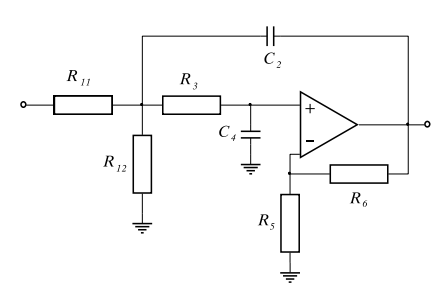 C₂
R₁₁
R₃
+
C₄
−
R₁₂
R₆
R₅